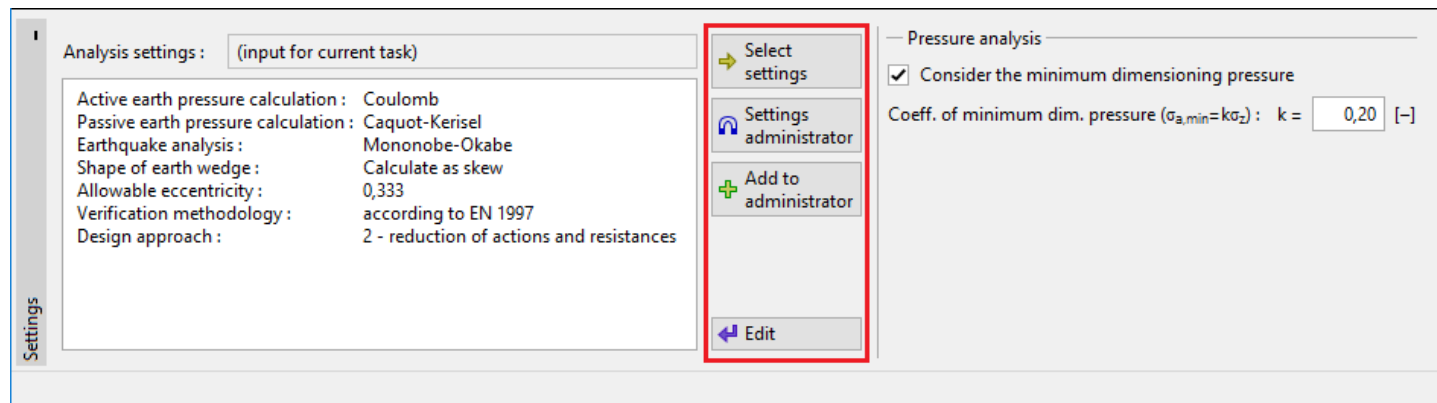 Analysis settings : (input for current task)
Active earth pressure calculation : Coulomb
Passive earth pressure calculation : Caquot-Kerisel
Earthquake analysis : Mononobe-Okabe
Shape of earth wedge : Calculate as skew
Allowable eccentricity : 0,333
Verification methodology : according to EN 1997
Design approach : 2 - reduction of actions and resistances
Settings
Select
settings
Settings
administrator
Add to
administrator
Edit
Pressure analysis
Consider the minimum dimensioning pressure
Coeff. of minimum dim. pressure (σa,min=kσz) : k = 0,20 [–]